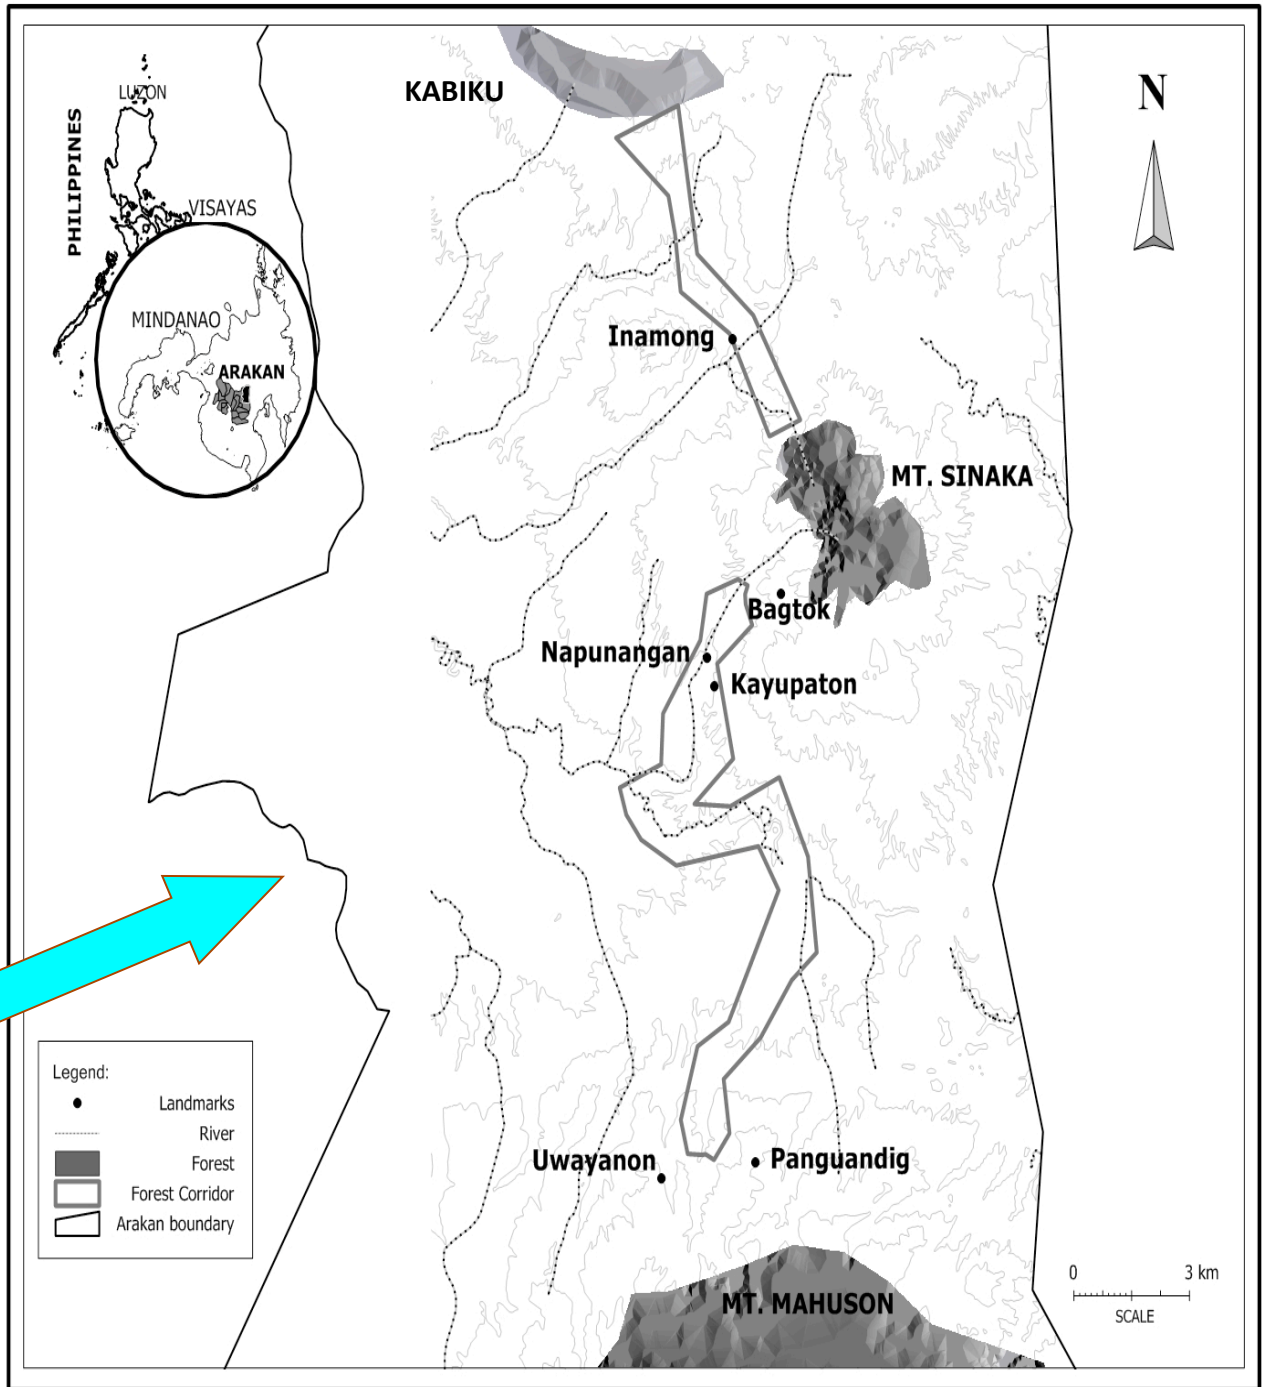 KABIKU
N
LUZON
PHILIPPINES
VISAYAS
MINDANAO
ARAKAN
Inamong
MT. SINAKA
Bagtok
Napunangan
Kayupaton
Uwayanon
Panguandig
MT. MAHUSON
Legend:
Landmarks
River
Forest
Forest Corridor
Arakan boundary
0 3 km
SCALE